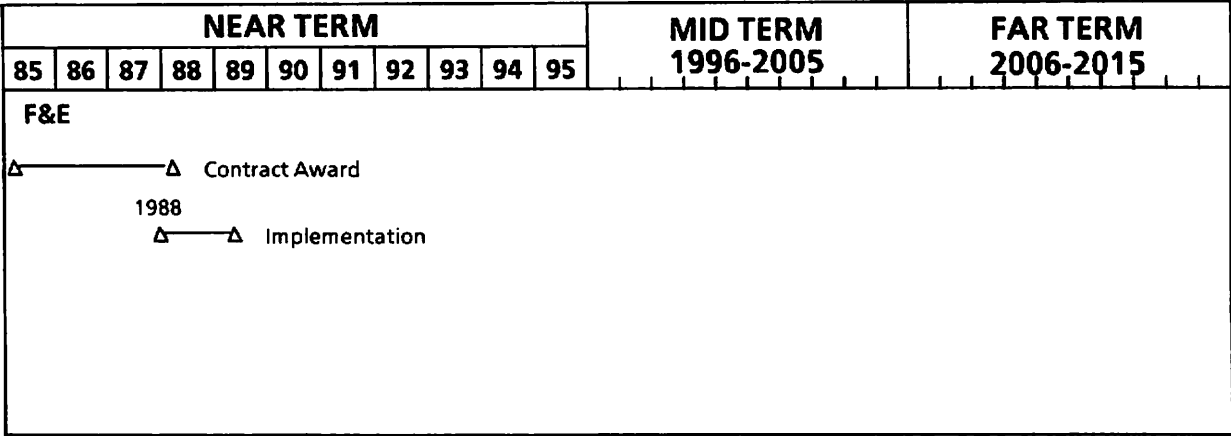 NEAR TERM
MID TERM
FAR TERM
85 86 87 88 89 90 91 92 93 94 95
1996-2005
2006-2015
F&E
Contract Award
1988
Implementation